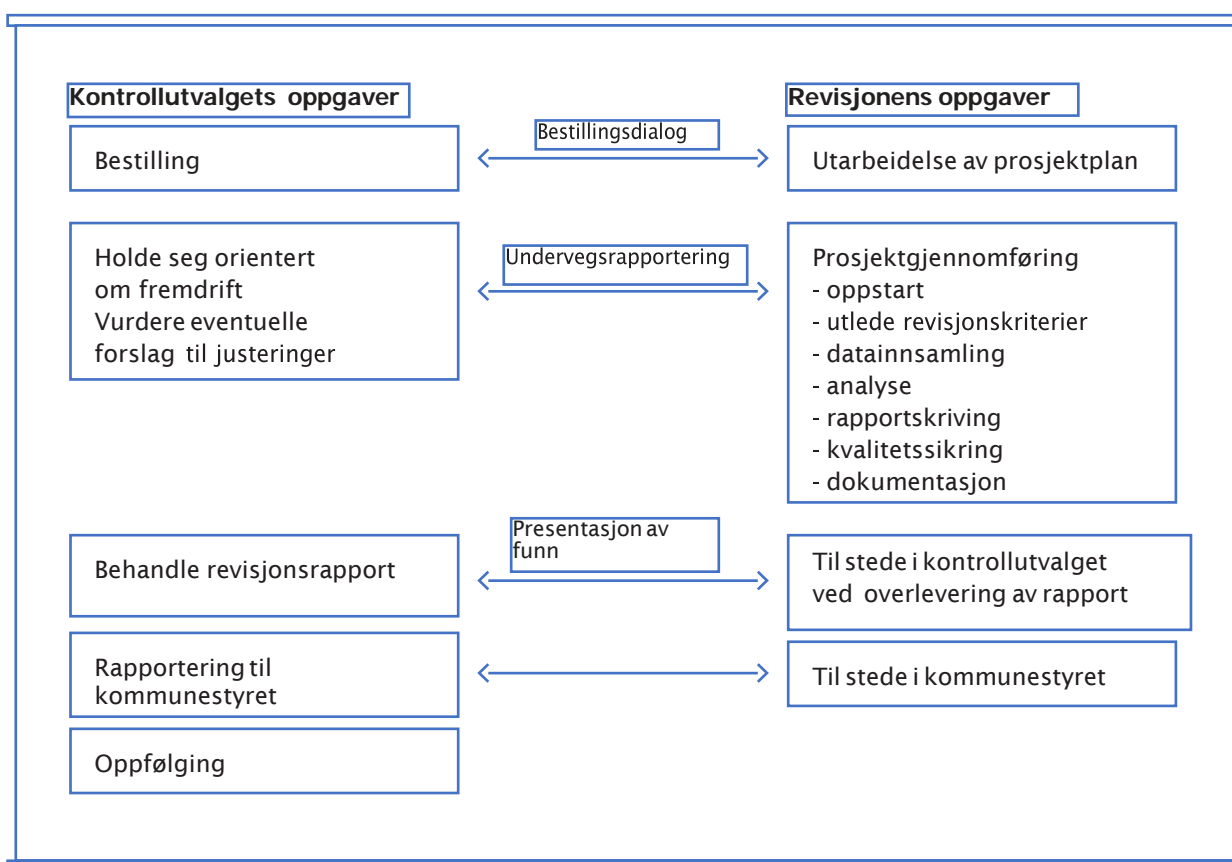 Kontrollutvalgets oppgaver
Revisjonens oppgaver
Bestilling
Bestillingsdialog
Utarbeidelse av prosjektplan
Holde seg orientert
om fremdrift
Vurdere eventuelle
forslag til justeringer
Undervegsrapportering
Prosjektgjennomføring
- oppstart
- utlede revisjonskriterier
- datainnsamling
- analyse
- rapportskriving
- kvalitetssikring
- dokumentasjon
Behandle revisjonsrapport
Presentasjon av
funn
Til stede i kontrollutvalget
ved overlevering av rapport
Rapportering til
kommunestyret
Til stede i kommunestyret
Oppfølging